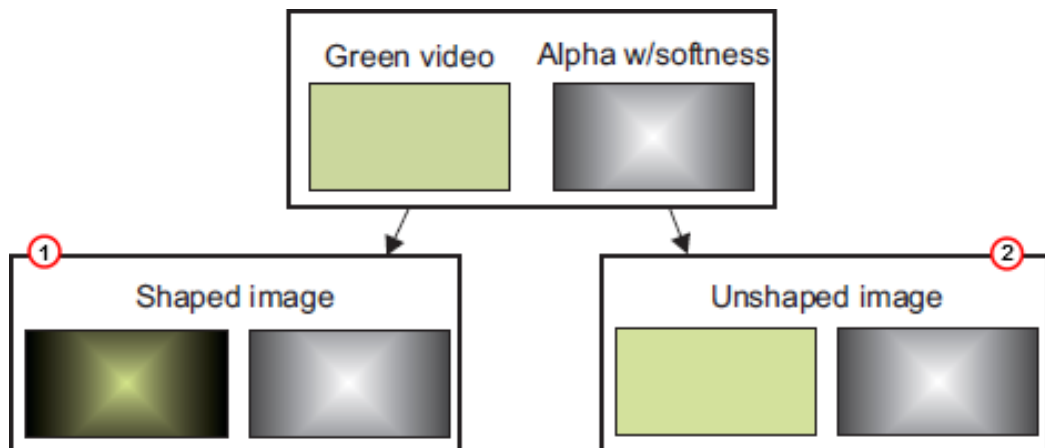 Green video
Alpha w/softness
1
2
Shaped image
Unshaped image